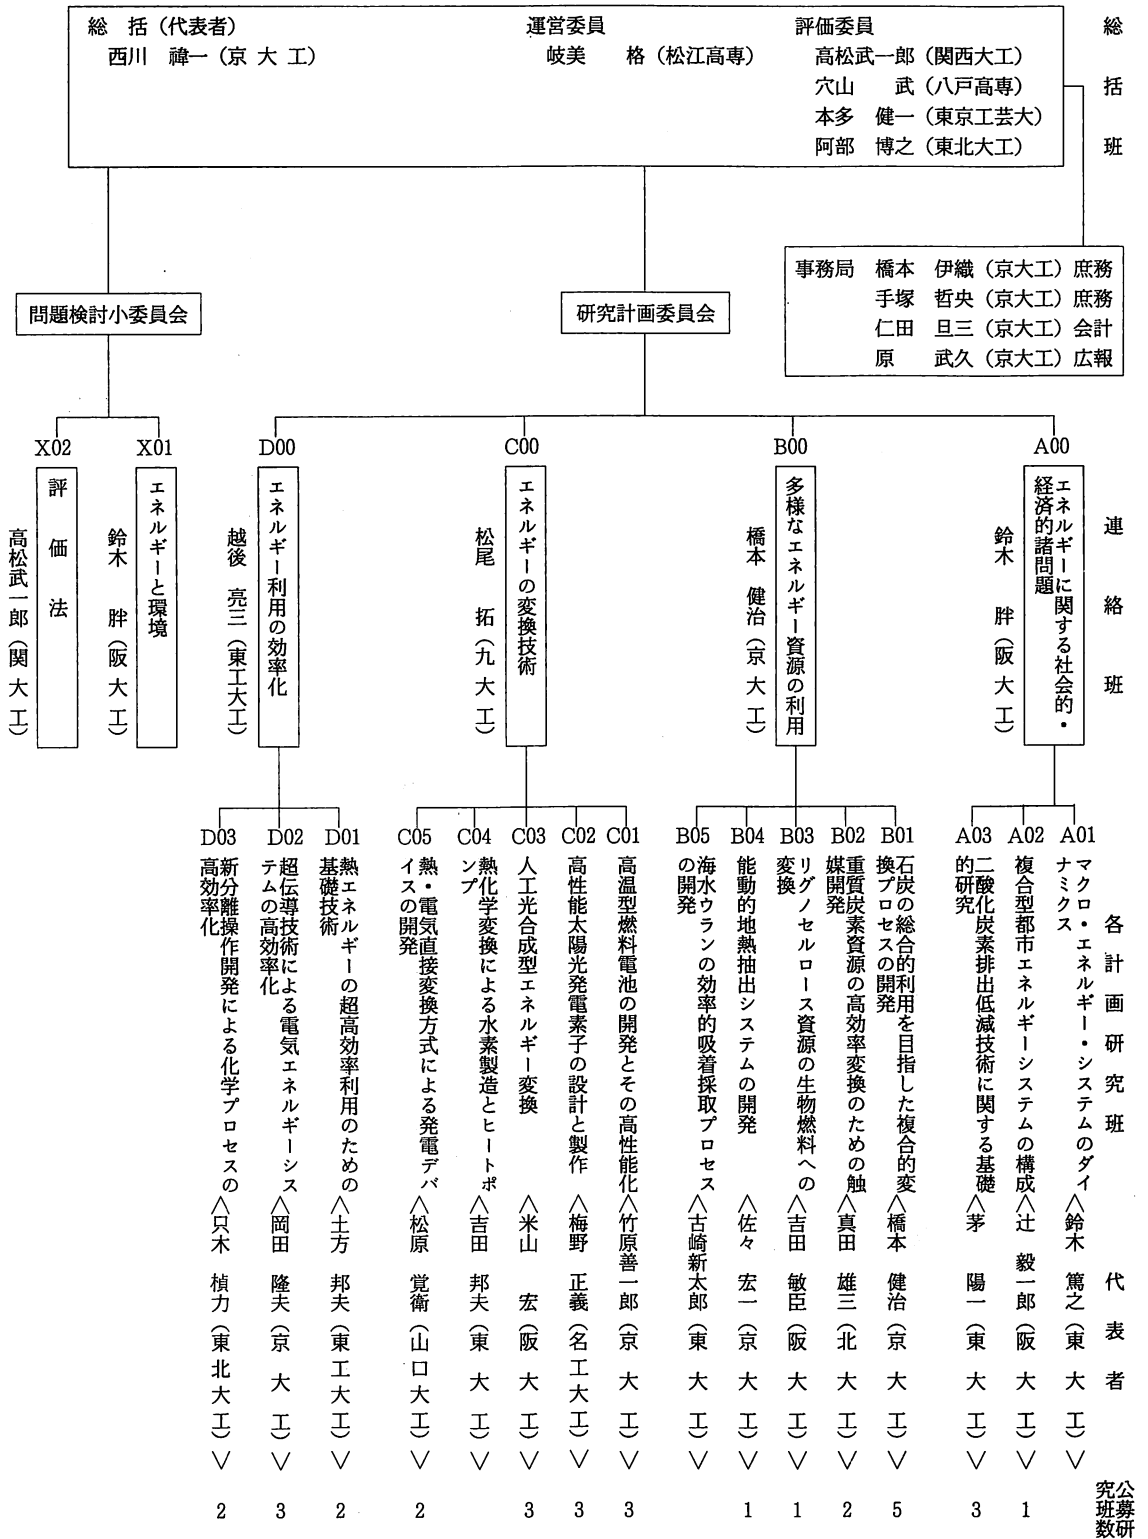 総括班
総　括（代表者）
西川　禕一（京 大 工）
運営委員
岐美　　格（松江高専）
評価委員
高松武一郎（関西大工）
穴山　　武（八戸高専）
本多　健一（東京工芸大）
阿部　博之（東北大工）
事務局　橋本　伊織（京大工）庶務
手塚　哲央（京大工）庶務
仁田　旦三（京大工）会計
原　　武久（京大工）広報
問題検討小委員会
研究計画委員会
連絡班
A00
エネルギーに関する社会的・
経済的諸問題
鈴木　　胖（阪 大 工）
B00
多様なエネルギー資源の利用
橋本　健治（京 大 工）
C00
エネルギーの変換技術
松尾　　拓（九 大 工）
D00
エネルギー利用の効率化
越後　亮三（東工大工）
X01
エネルギーと環境
鈴木　　胖（阪 大 工）
X02
評　価　法
高松武一郎（関 大 工）
各計画研究班
代表者
公募研
究班数
A01
マクロ・エネルギー・システムのダイ
ナミクス
＜鈴木　篤之（東 大 工）＞
A02
複合型都市エネルギーシステムの構成
＜辻　毅一郎（阪 大 工）＞
1
A03
二酸化炭素排出低減技術に関する基礎
的研究
＜茅　　陽一（東 大 工）＞
3
B01
石炭の総合的利用を目指した複合的変
換プロセスの開発
＜橋本　健治（京 大 工）＞
5
B02
重質炭素資源の高効率変換のための触
媒開発
＜真田　雄三（北 大 工）＞
2
B03
リグノセルロース資源の生物燃料への
変換
＜吉田　敏臣（阪 大 工）＞
1
B04
能動的地熱抽出システムの開発
＜佐々　宏一（京 大 工）＞
1
B05
海水ウランの効率的吸着採取プロセス
の開発
＜古崎新太郎（東 大 工）＞
C01
高温型燃料電池の開発とその高性能化
＜竹原善一郎（京 大 工）＞
3
C02
高性能太陽光発電素子の設計と製作
＜梅野　正義（名工大工）＞
3
C03
人工光合成型エネルギー変換
＜米山　　宏（阪 大 工）＞
3
C04
熱化学変換による水素製造とヒートポ
ンプ
＜吉田　邦夫（東 大 工）＞
C05
熱・電気直接変換方式による発電デバ
イスの開発
＜松原　覚衛（山口大工）＞
2
D01
熱エネルギーの超高効率利用のための
基礎技術
＜土方　邦夫（東工大工）＞
2
D02
超伝導技術による電気エネルギーシス
テムの高効率化
＜岡田　隆夫（京 大 工）＞
3
D03
新分離操作開発による化学プロセスの
高効率化
＜只木　楨力（東北大工）＞
2